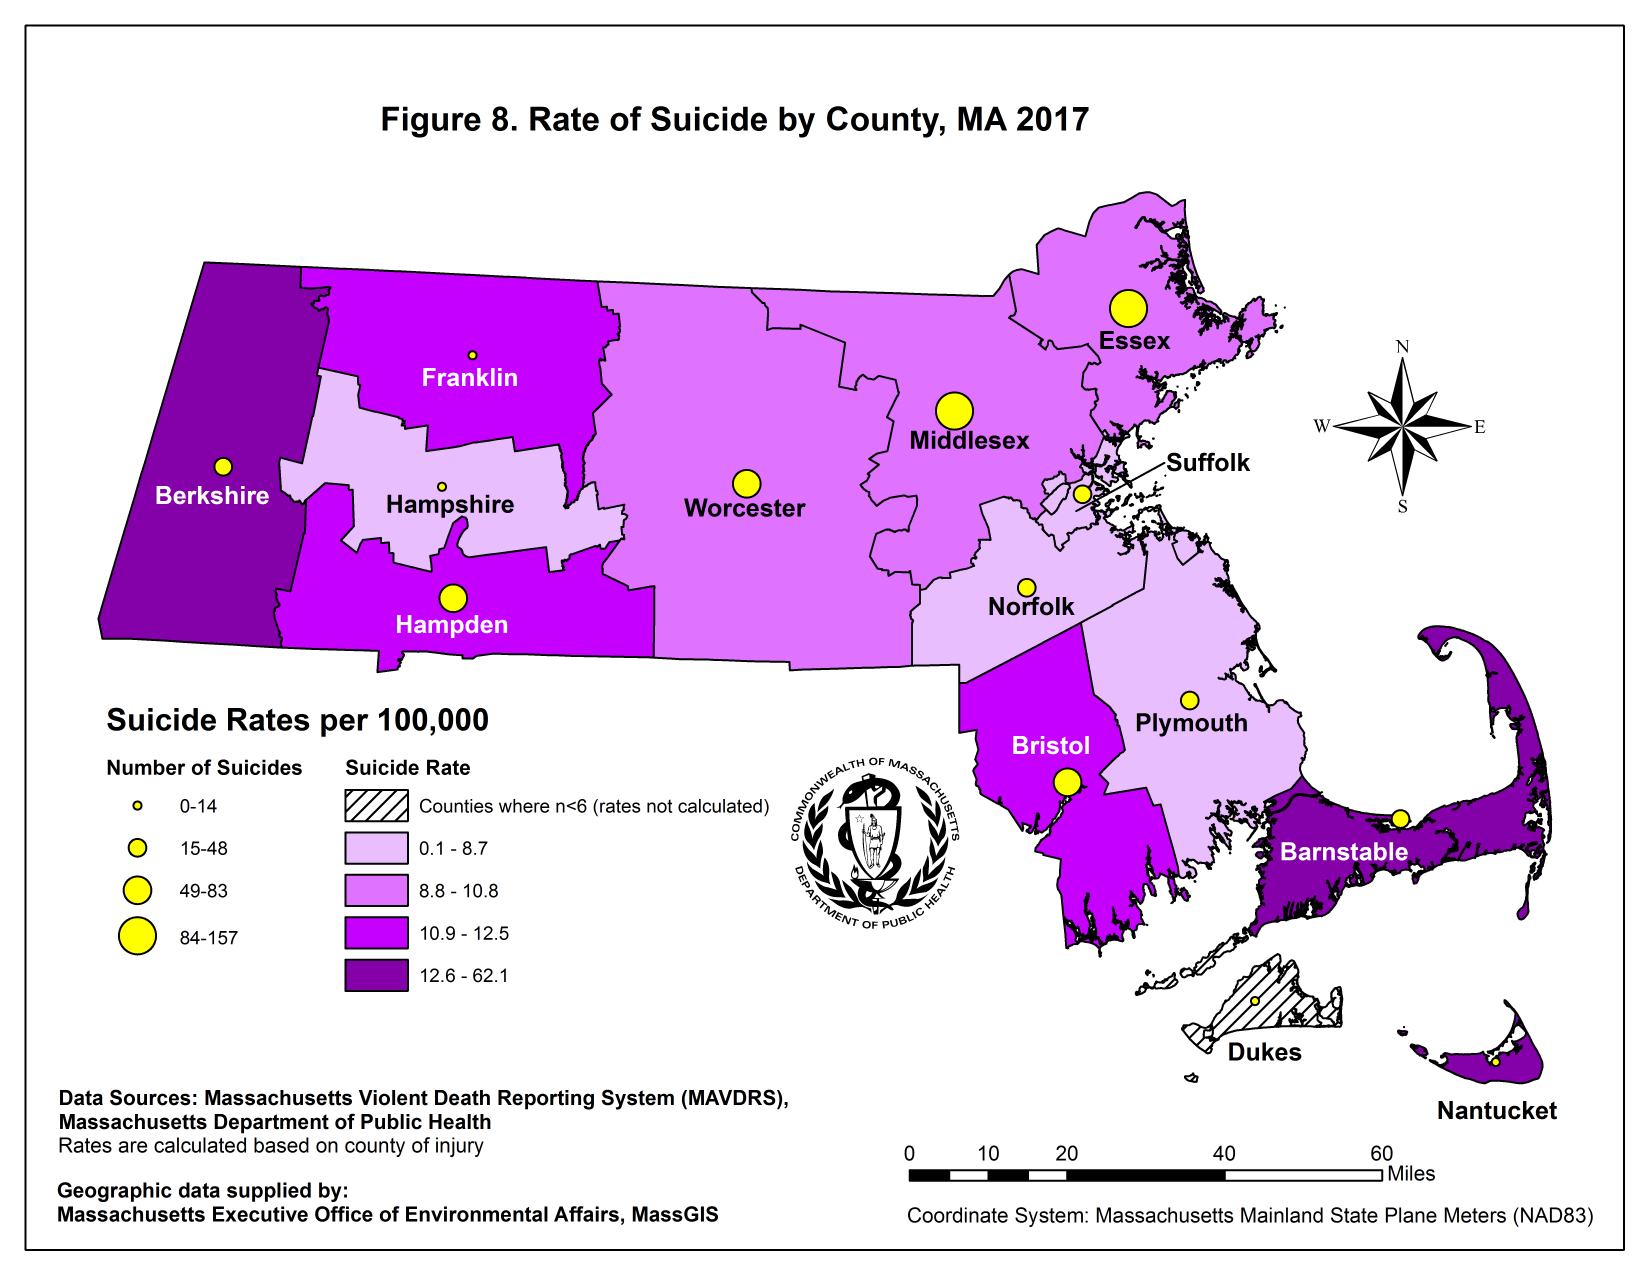 Figure 8. Rate of Suicide by County, MA 2017
Essex
Franklin
Middlesex
Suffolk
Berkshire
Hampshire
Worcester
Norfolk
Hampden
Plymouth
Bristol
Barnstable
Dukes
Nantucket
N
W
E
S
Suicide Rates per 100,000
Number of Suicides
0-14
15-48
49-83
84-157
Suicide Rate
Counties where n<6 (rates not calculated)
0.1 - 8.7
8.8 - 10.8
10.9 - 12.5
12.6 - 62.1
COMMONWEALTH OF MASSACHUSETTS
DEPARTMENT OF PUBLIC HEALTH
Data Sources: Massachusetts Violent Death Reporting System (MAVDRS),
Massachusetts Department of Public Health
Rates are calculated based on county of injury
Geographic data supplied by:
Massachusetts Executive Office of Environmental Affairs, MassGIS
0 10 20 40 60
Miles
Coordinate System: Massachusetts Mainland State Plane Meters (NAD83)